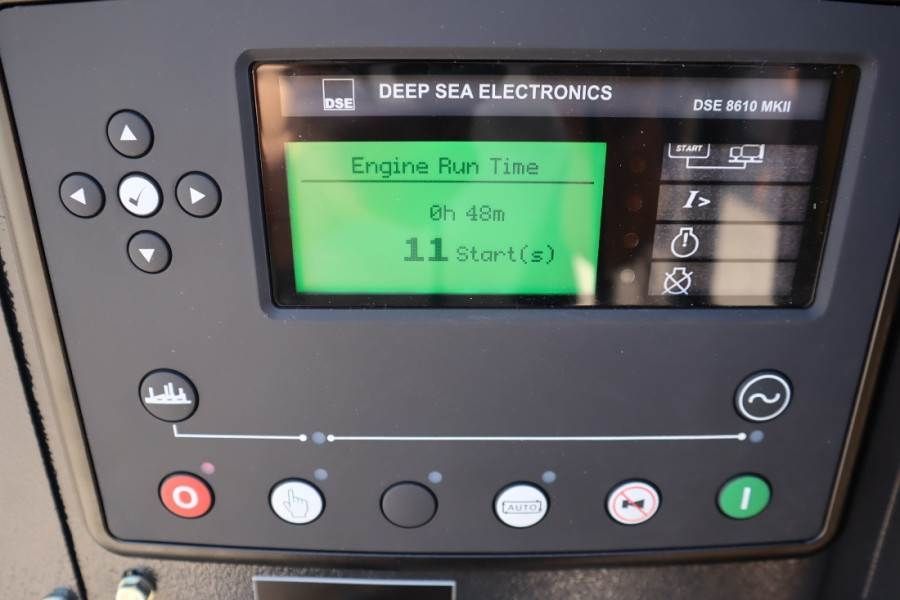 DSE
DEEP SEA ELECTRONICS
DSE 8610 MKII
Engine Run Time
0h 48m
11 Start(s)
START
I>
AUTO